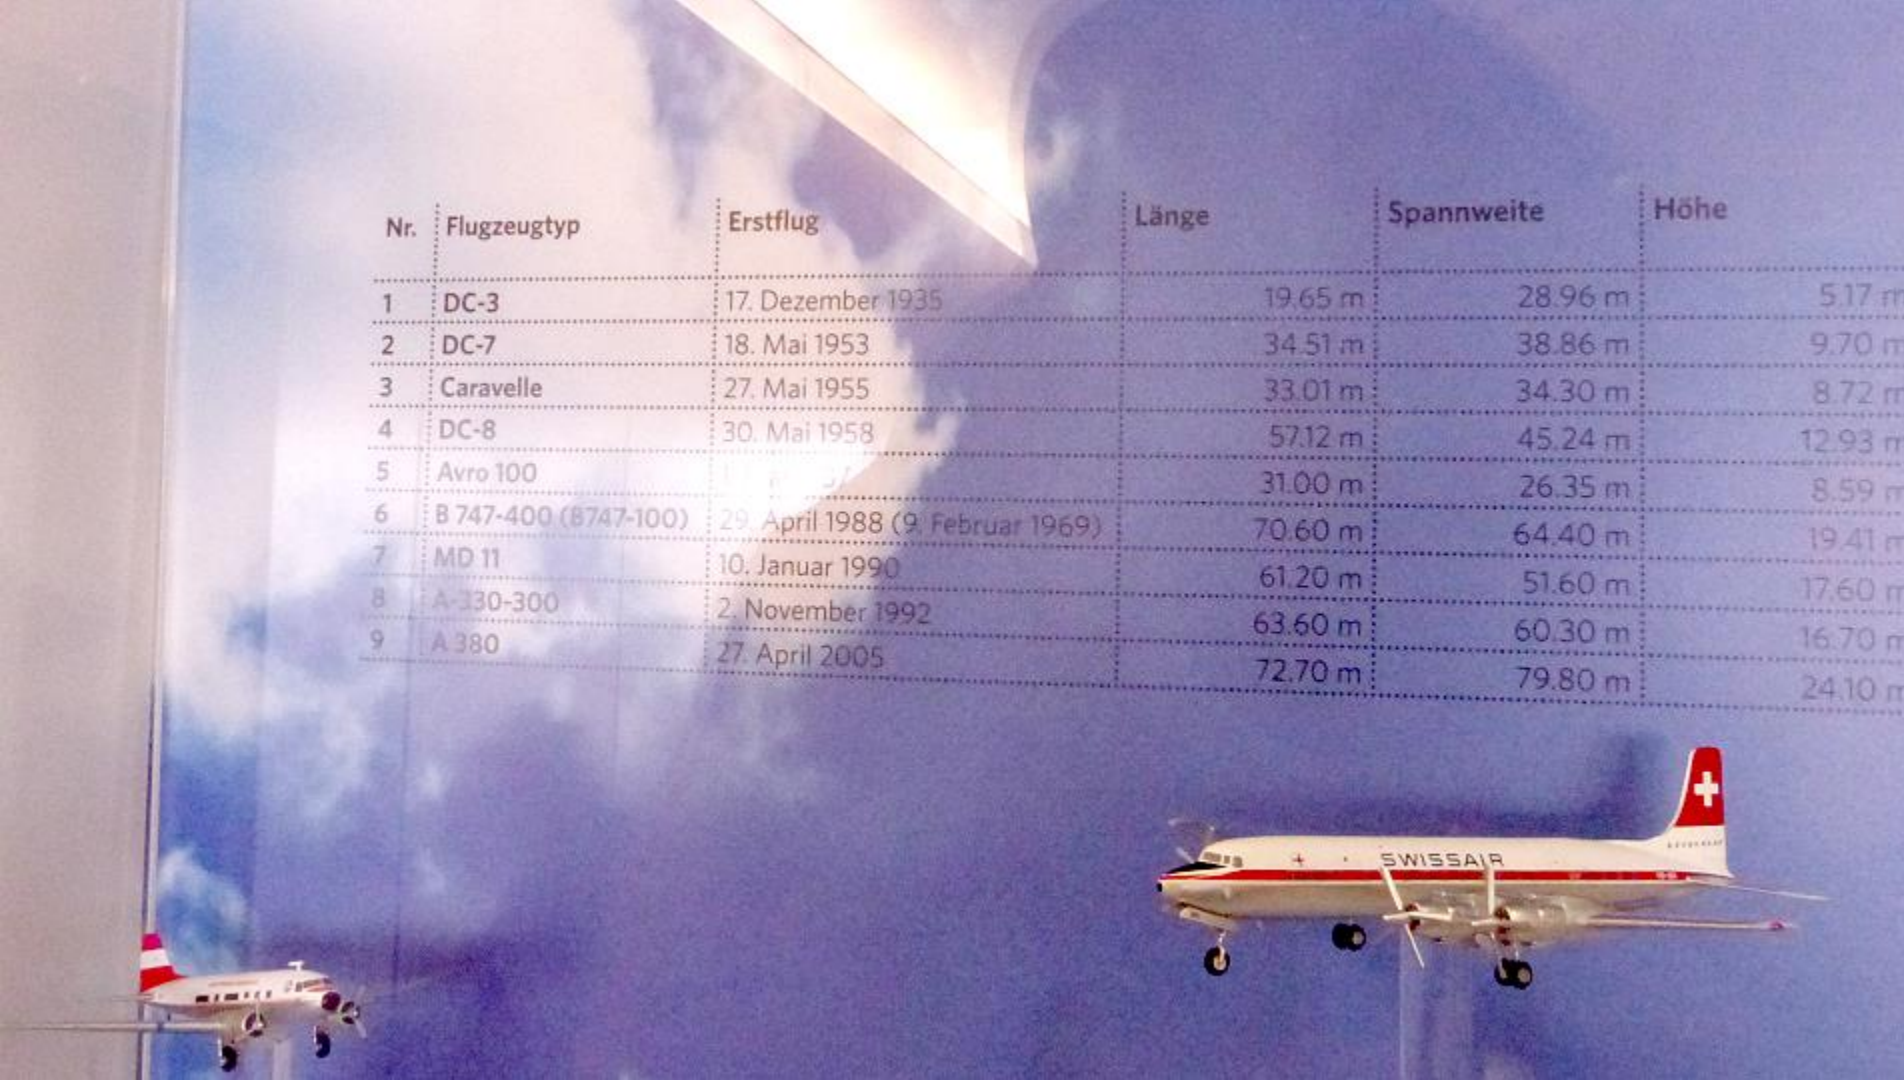 Nr. Flugzeugtyp Erstflug Länge Spannweite Höhe
1 DC-3 17. Dezember 1935 19.65 m 28.96 m 5.17 m
2 DC-7 18. Mai 1953 34.51 m 38.86 m 9.70 m
3 Caravelle 27. Mai 1955 33.01 m 34.30 m 8.72 m
4 DC-8 30. Mai 1958 57.12 m 45.24 m 12.93 m
5 Avro 100 31.00 m 26.35 m 8.59 m
6 B 747-400 (B747-100) 29. April 1988 (9. Februar 1969) 70.60 m 64.40 m 19.41 m
7 MD 11 10. Januar 1990 61.20 m 51.60 m 17.60 m
8 A-330-300 2. November 1992 63.60 m 60.30 m 16.70 m
9 A 380 27. April 2005 72.70 m 79.80 m 24.10 m
SWISSAIR